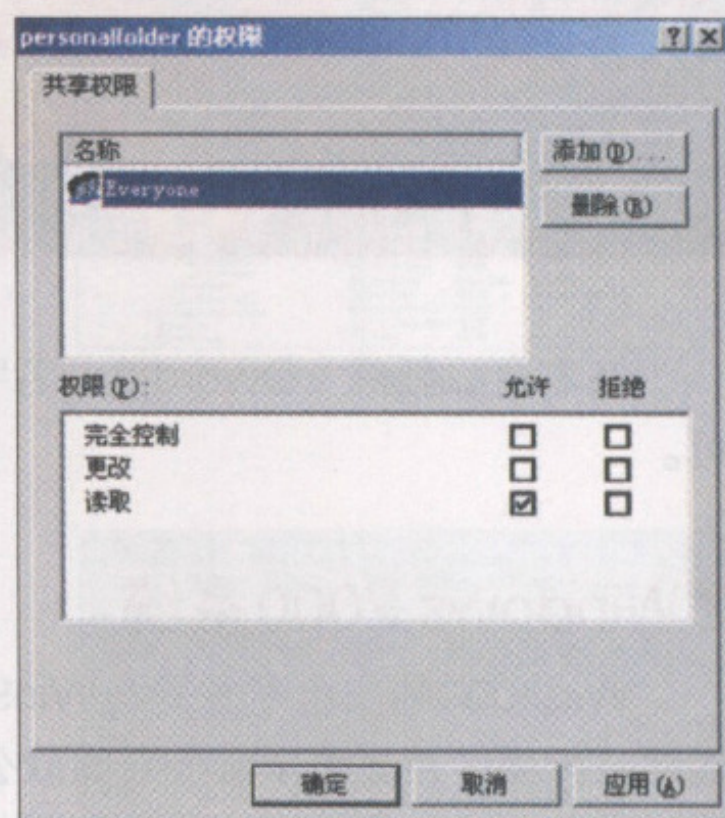 personalfolder 的权限
共享权限
名称
添加(D)...
Everyone
删除(R)
权限(P):
允许
拒绝
完全控制
更改
读取
确定
取消
应用(A)